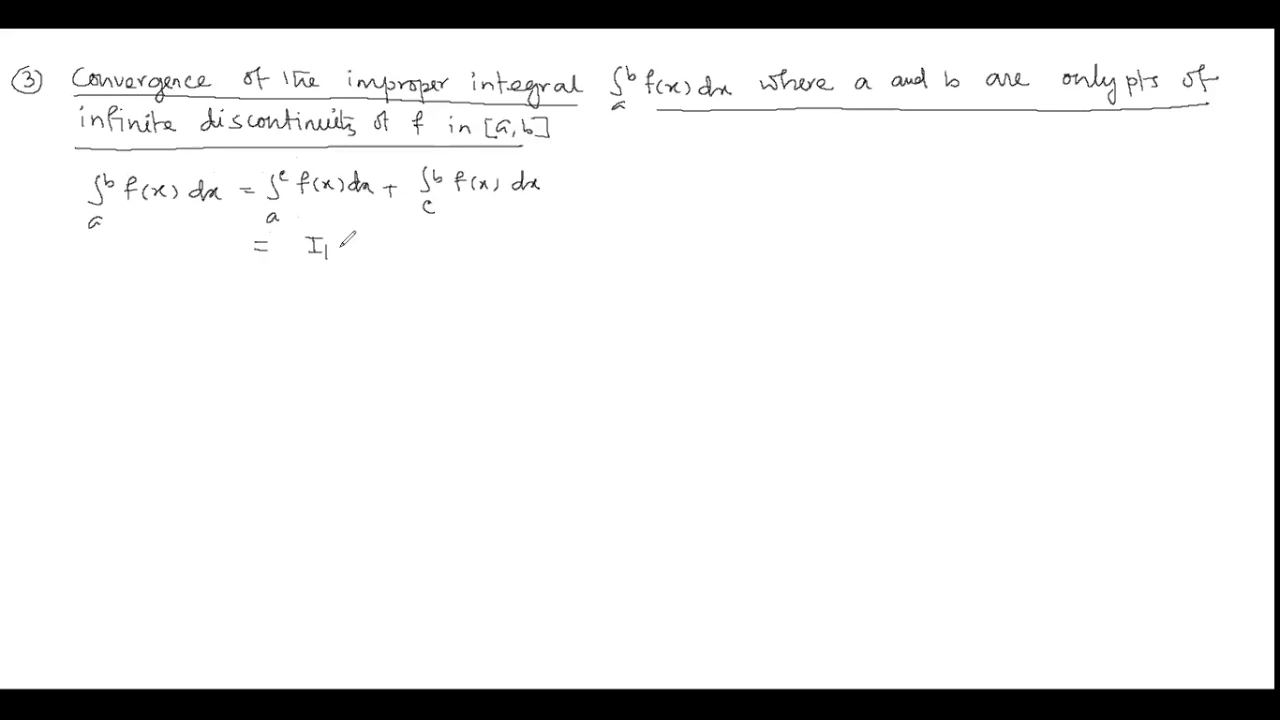 ③ Convergence of the improper integral ∫_a^b f(x) dx where a and b are only pts of
infinite discontinuity of f in [a, b]
∫_a^b f(x) dx = ∫_a^c f(x) dx + ∫_c^b f(x) dx
= I₁